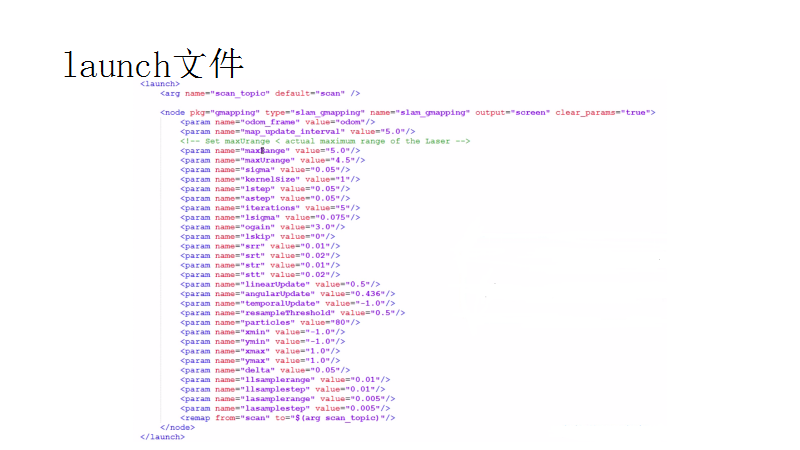 launch文件
<launch>
<arg name="scan_topic" default="scan" />
<node pkg="gmapping" type="slam_gmapping" name="slam_gmapping" output="screen" clear_params="true">
<param name="odom_frame" value="odom"/>
<param name="map_update_interval" value="5.0"/>
<!-- Set maxUrange < actual maximum range of the Laser -->
<param name="maxRange" value="5.0"/>
<param name="maxUrange" value="4.5"/>
<param name="sigma" value="0.05"/>
<param name="kernelSize" value="1"/>
<param name="lstep" value="0.05"/>
<param name="astep" value="0.05"/>
<param name="iterations" value="5"/>
<param name="lsigma" value="0.075"/>
<param name="ogain" value="3.0"/>
<param name="lskip" value="0"/>
<param name="srr" value="0.01"/>
<param name="srt" value="0.02"/>
<param name="str" value="0.01"/>
<param name="stt" value="0.02"/>
<param name="linearUpdate" value="0.5"/>
<param name="angularUpdate" value="0.436"/>
<param name="temporalUpdate" value="-1.0"/>
<param name="resampleThreshold" value="0.5"/>
<param name="particles" value="80"/>
<param name="xmin" value="-1.0"/>
<param name="ymin" value="-1.0"/>
<param name="xmax" value="1.0"/>
<param name="ymax" value="1.0"/>
<param name="delta" value="0.05"/>
<param name="llsamplerange" value="0.01"/>
<param name="llsamplestep" value="0.01"/>
<param name="lasamplerange" value="0.005"/>
<param name="lasamplestep" value="0.005"/>
<remap from="scan" to="$(arg scan_topic)"/>
</node>
</launch>